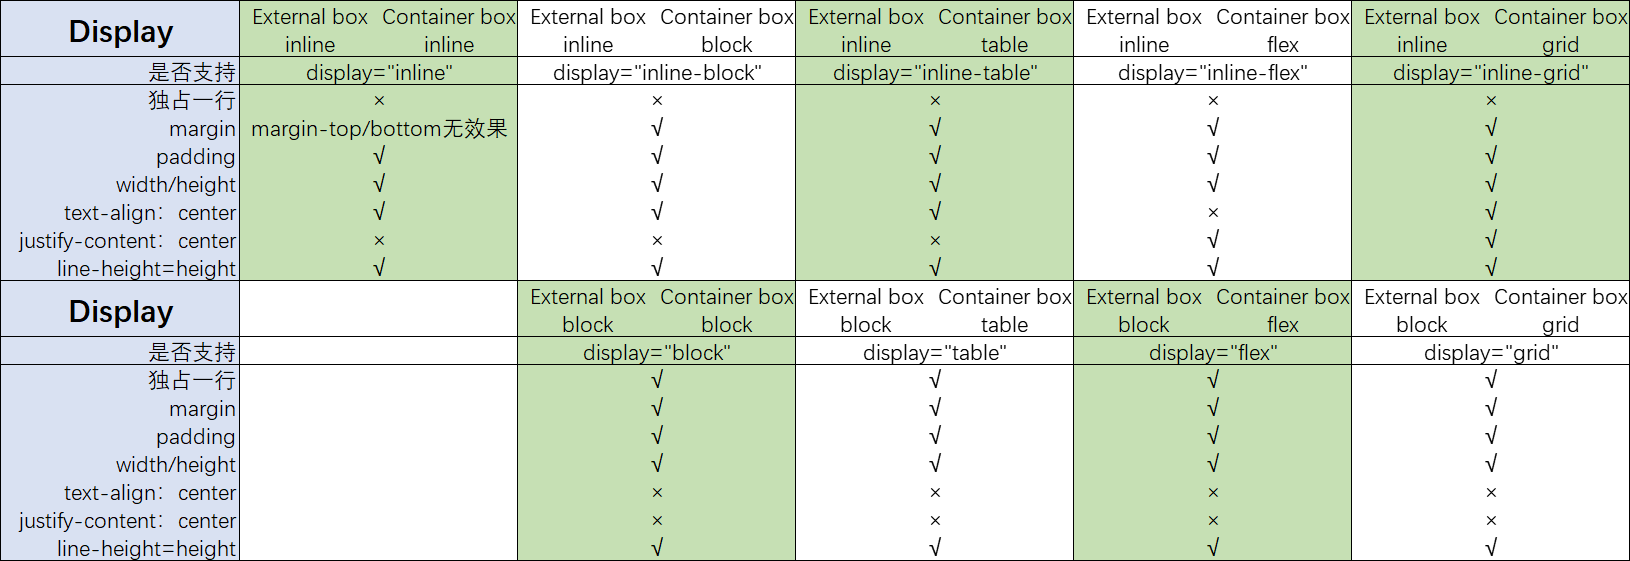 Display External box Container box External box Container box External box Container box External box Container box External box Container box
inline inline inline block inline table inline flex inline grid
是否支持 display="inline" display="inline-block" display="inline-table" display="inline-flex" display="inline-grid"
独占一行 × × × × ×
margin margin-top/bottom无效果 √ √ √ √
padding √ √ √ √ √
width/height √ √ √ √ √
text-align：center √ √ √ × √
justify-content：center × × × √ √
line-height=height √ √ √ √ √
Display External box Container box External box Container box External box Container box External box Container box
block block block table block flex block grid
是否支持 display="block" display="table" display="flex" display="grid"
独占一行 √ √ √ √
margin √ √ √ √
padding √ √ √ √
width/height √ √ √ √
text-align：center × × × ×
justify-content：center × × × ×
line-height=height √ √ √ √